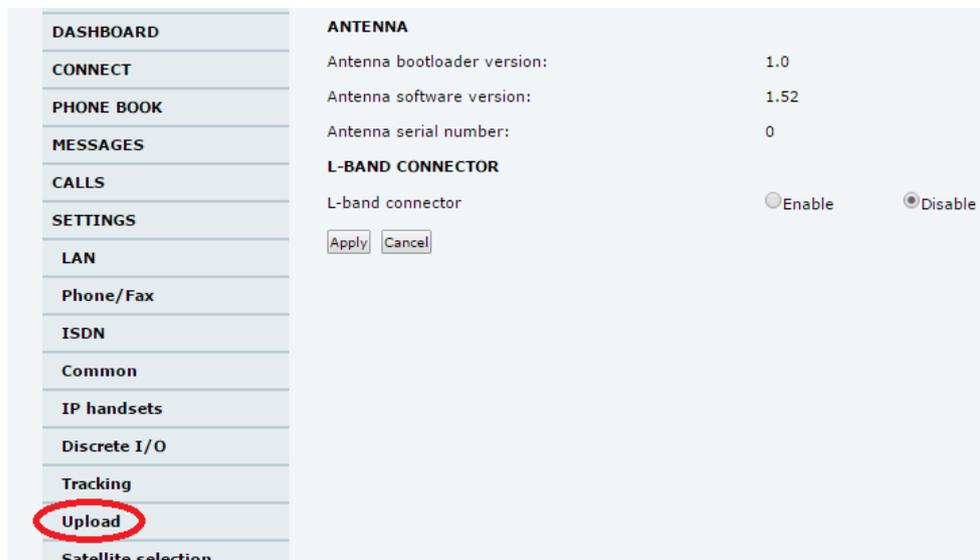 DASHBOARD
CONNECT
PHONE BOOK
MESSAGES
CALLS
SETTINGS
LAN
Phone/Fax
ISDN
Common
IP handsets
Discrete I/O
Tracking
Upload
Satellite selection
ANTENNA
Antenna bootloader version: 1.0
Antenna software version: 1.52
Antenna serial number: 0
L-BAND CONNECTOR
L-band connector Enable Disable
Apply Cancel